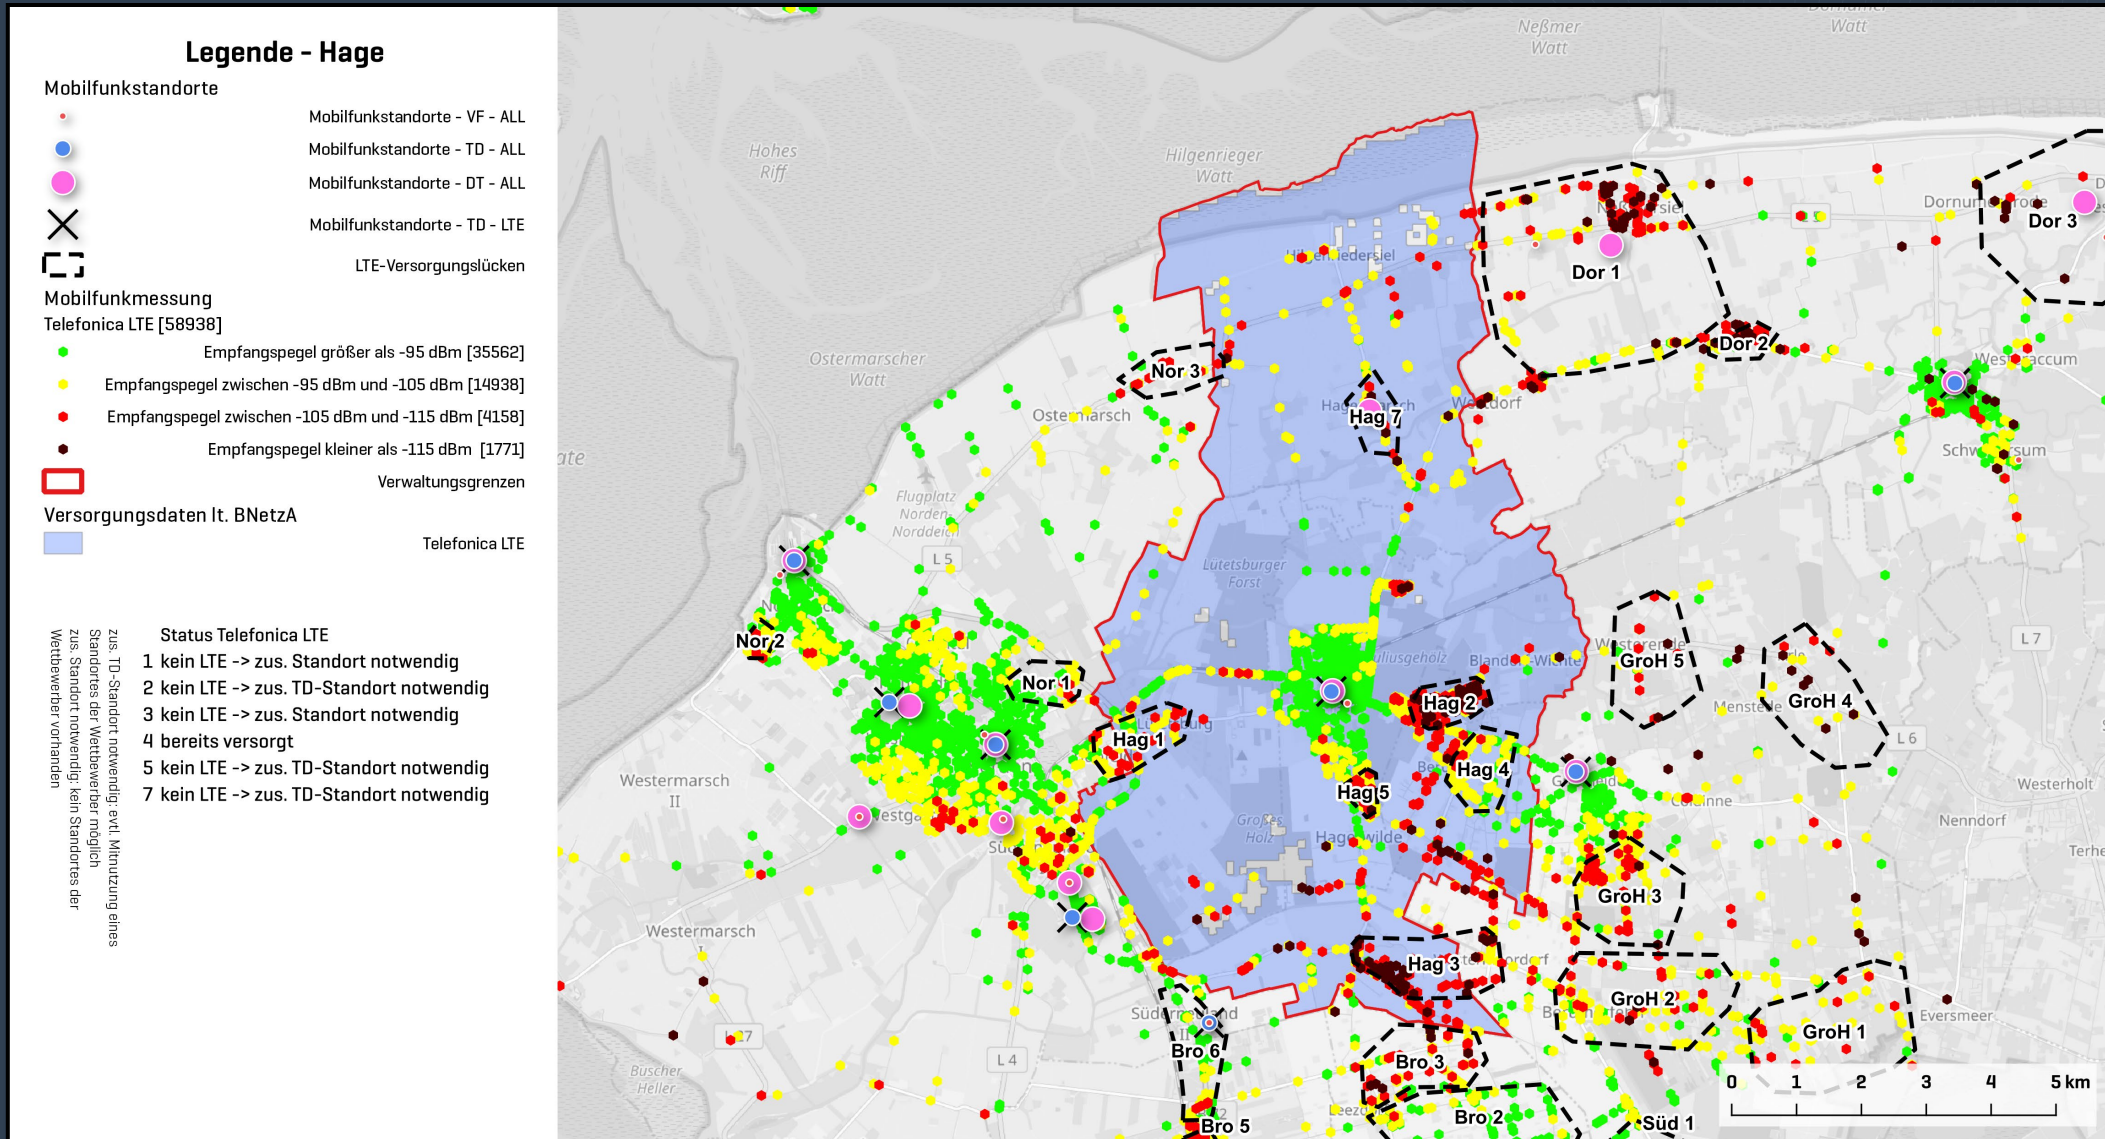 Legende - Hage
Mobilfunkstandorte
Mobilfunkstandorte - VF - ALL
Mobilfunkstandorte - TD - ALL
Mobilfunkstandorte - DT - ALL
Mobilfunkstandorte - TD - LTE
LTE-Versorgungslücken
Mobilfunkmessung
Telefonica LTE [58938]
Empfangspegel größer als -95 dBm [35562]
Empfangspegel zwischen -95 dBm und -105 dBm [14938]
Empfangspegel zwischen -105 dBm und -115 dBm [4158]
Empfangspegel kleiner als -115 dBm [1771]
Verwaltungsgrenzen
Versorgungsdaten lt. BNetzA
Telefonica LTE
Status Telefonica LTE
1 kein LTE -> zus. Standort notwendig
2 kein LTE -> zus. TD-Standort notwendig
3 kein LTE -> zus. Standort notwendig
4 bereits versorgt
5 kein LTE -> zus. TD-Standort notwendig
7 kein LTE -> zus. TD-Standort notwendig
zus. TD-Standort notwendig: evtl. Mitnutzung eines
Standortes der Wettbewerber möglich
zus. Standort notwendig: kein Standortes der
Wettbewerber vorhanden
Neßmer
Watt
Watt
Hohes
Riff
Hilgenrieger
Watt
Dor 3
Hilgenriedersiel
Dor 1
Dor 2
Ostermarscher
Watt
Nor 3
Ostermarsch
Hag 7
Flugplatz
Norden-
Norddeich
L 5
Lütetsburger
Forst
Nor 2
Nor 1
GroH 5
L 7
GroH 4
Hag 2
Hag 1
L 6
Westermarsch
II
Hag 4
Hag 5
Westerholt
Nenndorf
Großes
Holz
GroH 3
Westermarsch
I
Hag 3
GroH 2
Süderneuland
II
GroH 1
Eversmeer
Bro 6
L 4
Bro 3
Buscher
Heller
Bro 2
Bro 5
Süd 1
0 1 2 3 4 5 km